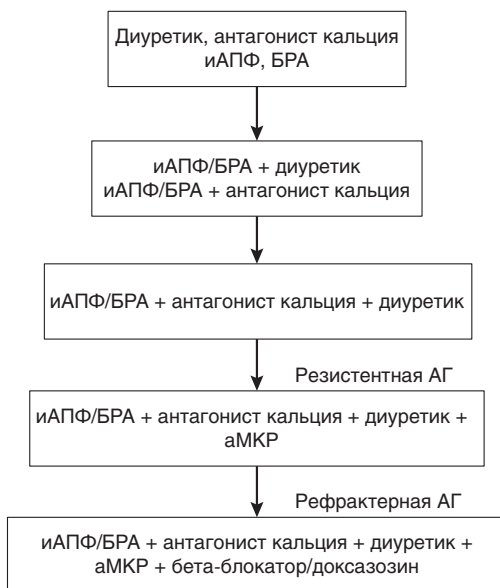 Диуретик, антагонист кальция
иАПФ, БРА
иАПФ/БРА + диуретик
иАПФ/БРА + антагонист кальция
иАПФ/БРА + антагонист кальция + диуретик
Резистентная АГ
иАПФ/БРА + антагонист кальция + диуретик +
аМКР
Рефрактерная АГ
иАПФ/БРА + антагонист кальция + диуретик +
аМКР + бета-блокатор/доксазозин